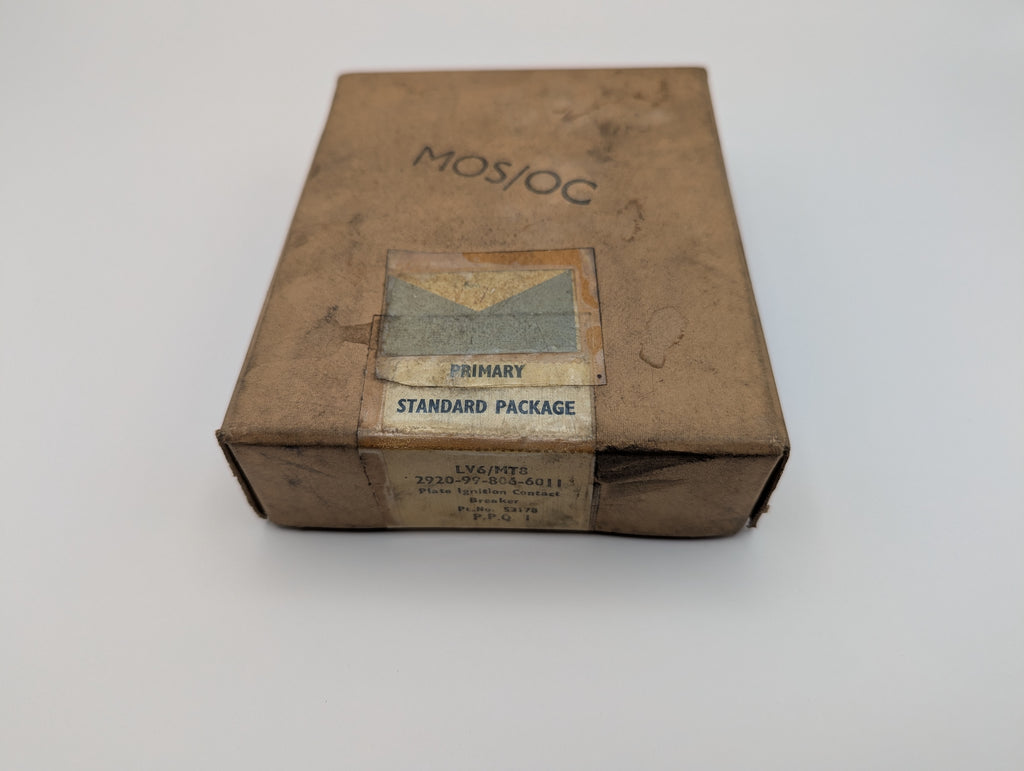 MOS/OC
PRIMARY
STANDARD PACKAGE
LV6/MT8
2920-99-806-6011
Plate Ignition Contact
Breaker
Pt.No. 53178
P.P.Q 1